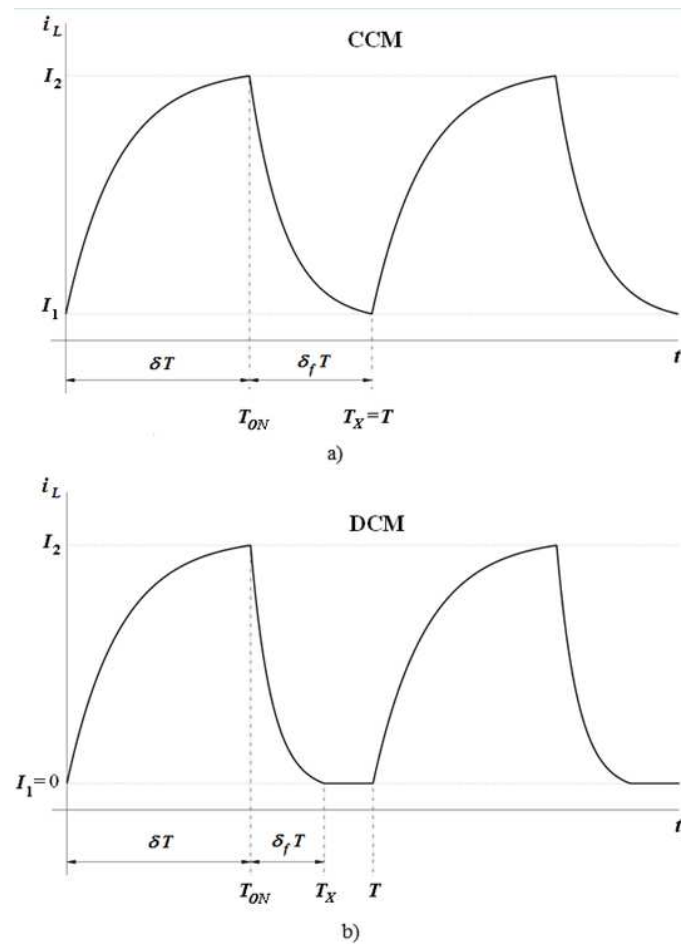 i_L
CCM
I_2
I_1
t
δT
δ_f T
T_ON
T_X=T
a)
i_L
DCM
I_2
I_1=0
t
δT
δ_f T
T_ON
T_X
T
b)